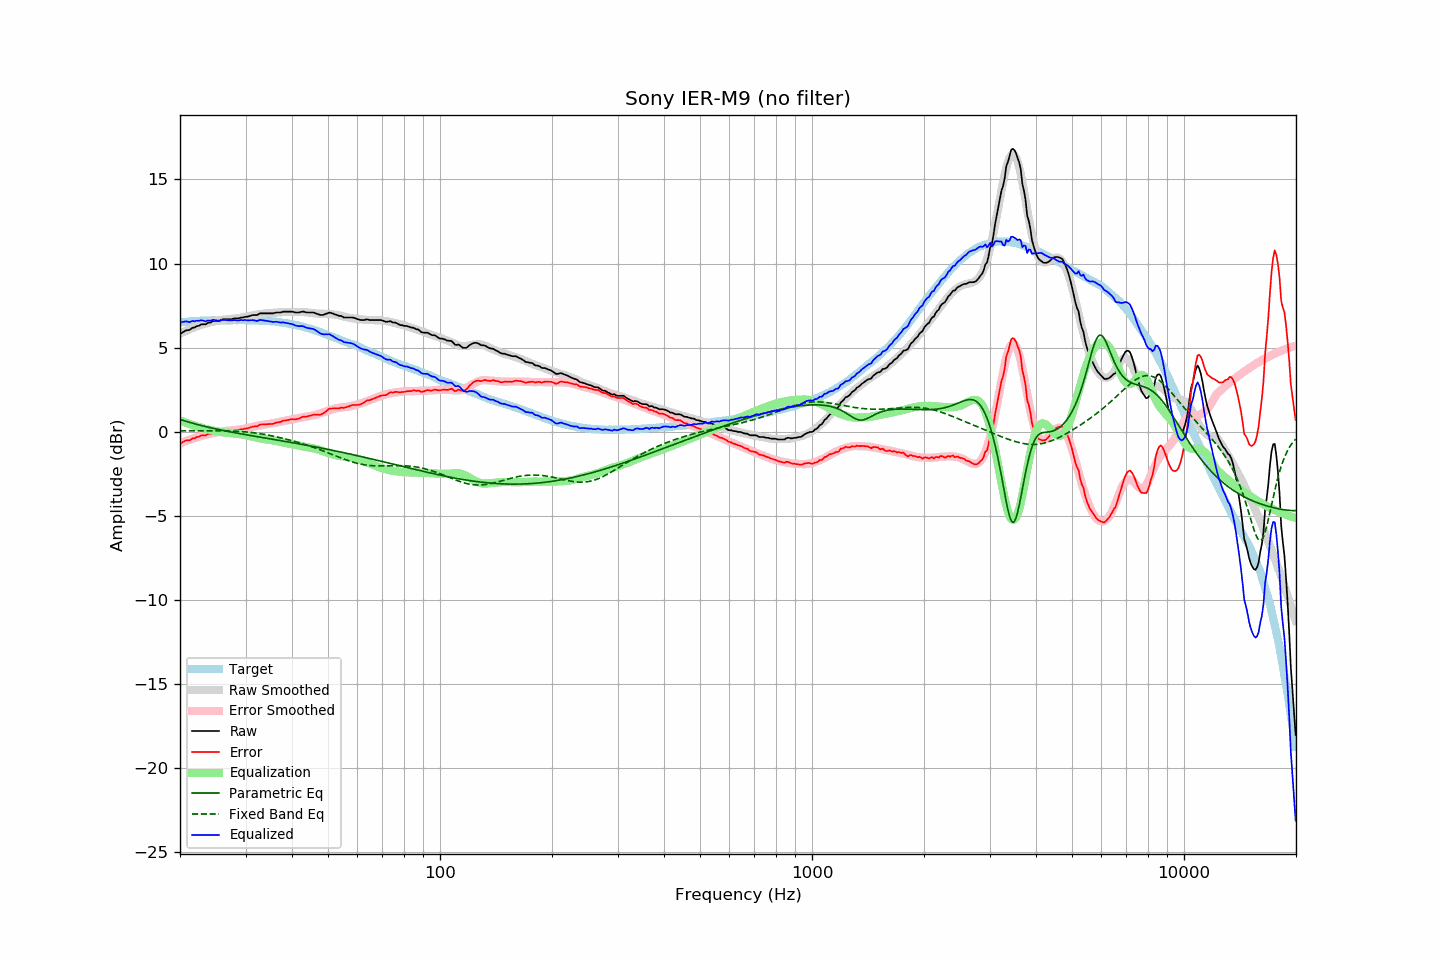 Sony IER-M9 (no filter)
Amplitude (dBr)
15
10
5
0
−5
−10
−15
−20
−25
Target
Raw Smoothed
Error Smoothed
Raw
Error
Equalization
Parametric Eq
Fixed Band Eq
Equalized
100
1000
10000
Frequency (Hz)